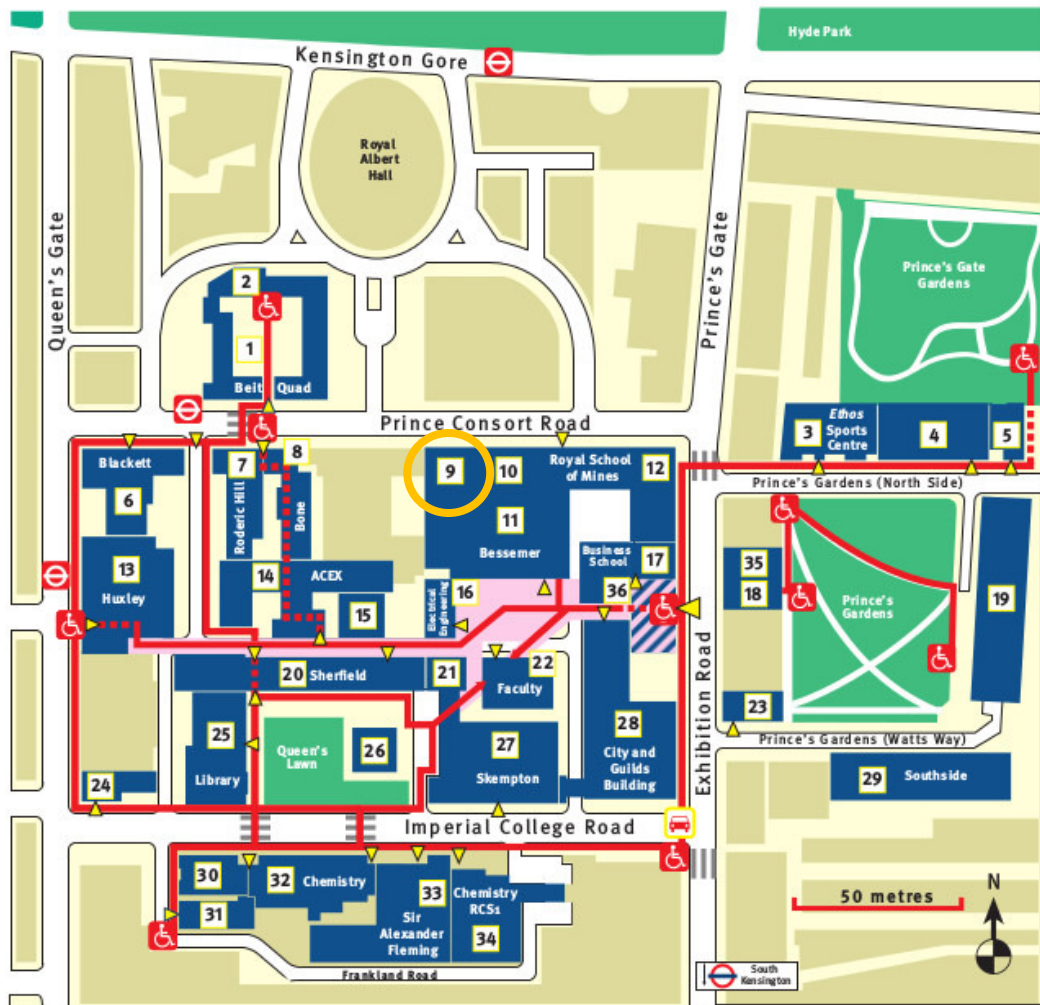 Hyde Park
Kensington Gore
Royal
Albert
Hall
Queen's Gate
Prince's Gate
Prince's Gate
Gardens
2
1
Beit Quad
Prince Consort Road
3
Ethos
Sports
Centre
4
5
Prince's Gardens (North Side)
Blackett
6
7
Roderic Hill
8
Bone
9
10
Royal School
of Mines
12
11
Bessemer
13
Huxley
14
ACEX
15
16
Electrical
Engineering
Business
School
17
36
35
18
Prince's
Gardens
19
20
Sherfield
21
22
Faculty
23
Exhibition Road
25
Library
24
Queen's
Lawn
26
27
Skempton
28
City and
Guilds
Building
Prince's Gardens (Watts Way)
29
Southside
Imperial College Road
30
31
32
Chemistry
33
Sir
Alexander
Fleming
Chemistry
RCS1
34
Frankland Road
50 metres
N
South
Kensington